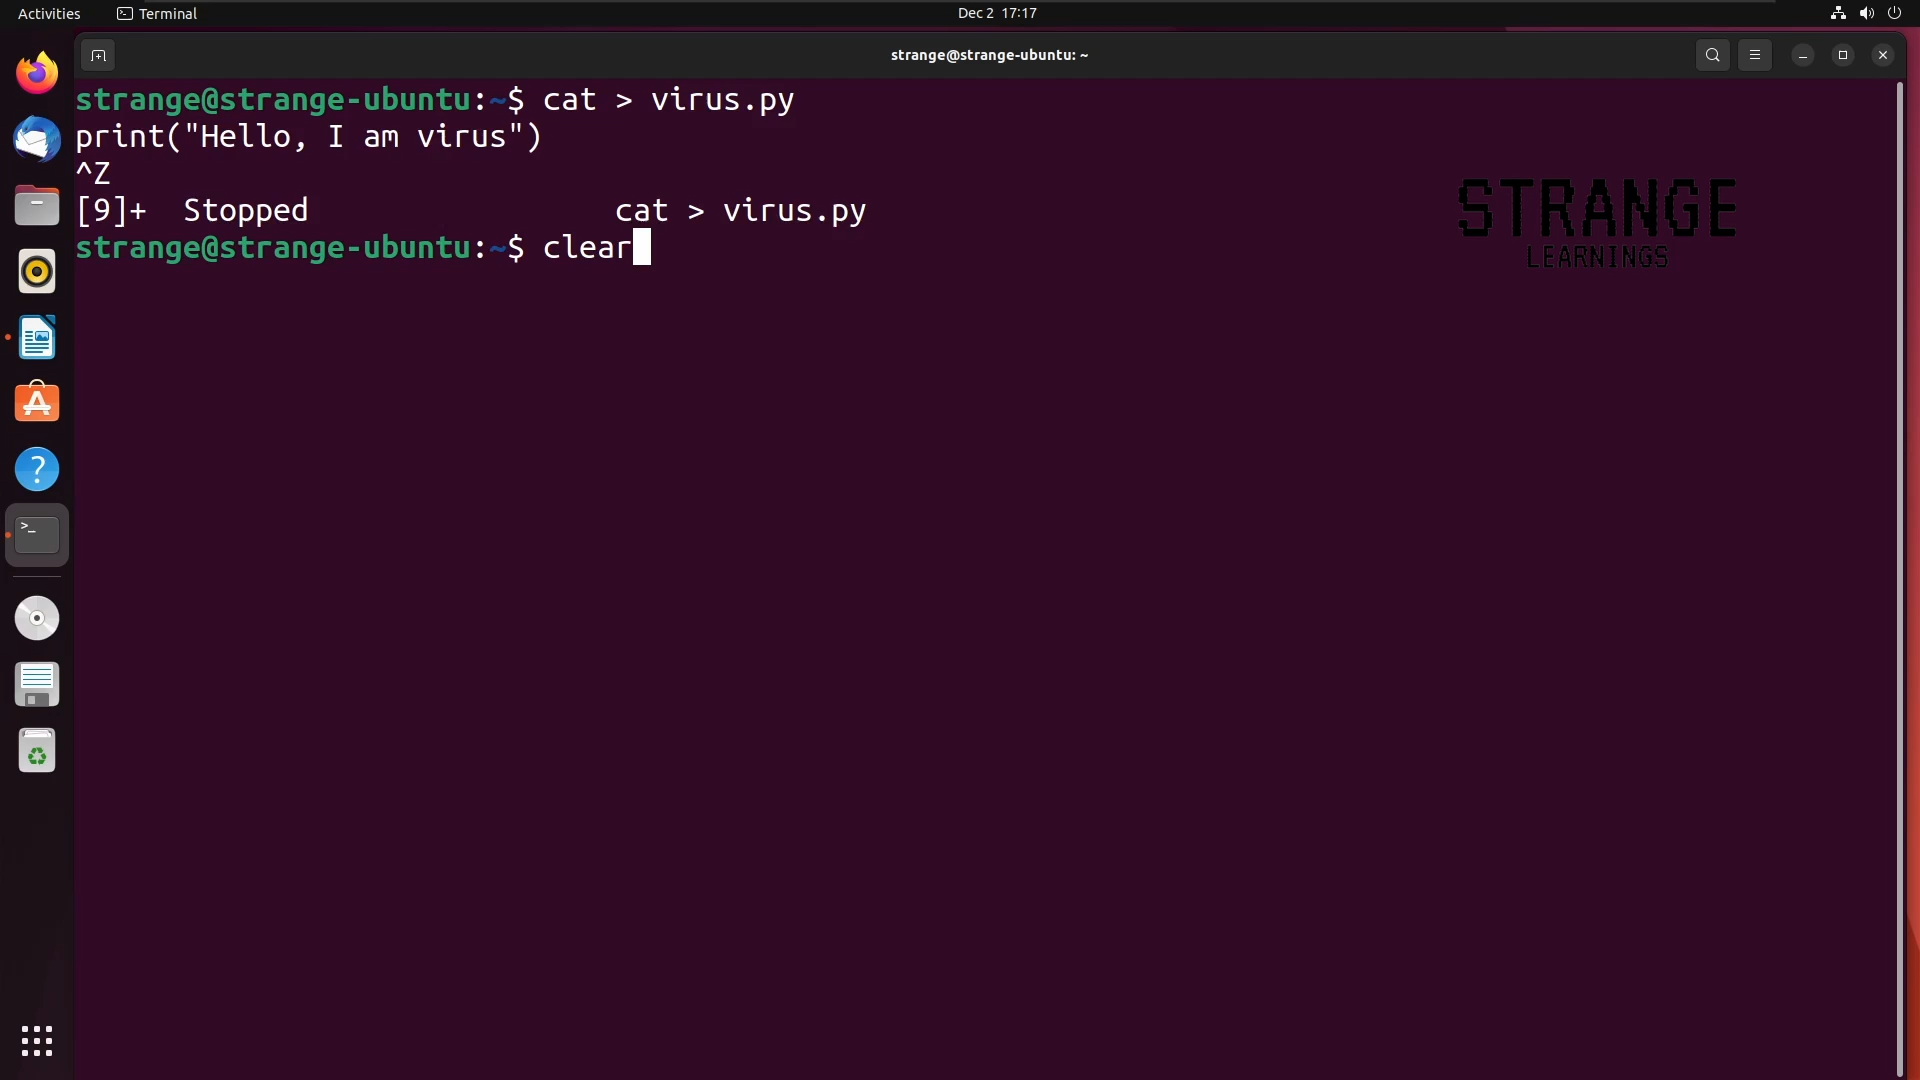 Activities Terminal Dec 2 17:17
strange@strange-ubuntu: ~
strange@strange-ubuntu:~$ cat > virus.py
print("Hello, I am virus")
^Z
[9]+ Stopped cat > virus.py
strange@strange-ubuntu:~$ clear
STRANGE
LEARNINGS